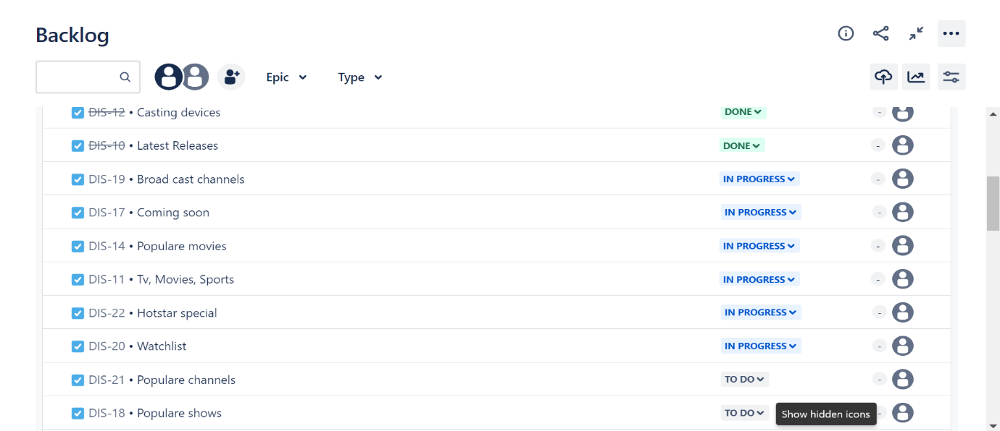 Backlog
Epic Type
DIS-12 • Casting devices DONE -
DIS-10 • Latest Releases DONE -
DIS-19 • Broad cast channels IN PROGRESS -
DIS-17 • Coming soon IN PROGRESS -
DIS-14 • Populare movies IN PROGRESS -
DIS-11 • Tv, Movies, Sports IN PROGRESS -
DIS-22 • Hotstar special IN PROGRESS -
DIS-20 • Watchlist IN PROGRESS -
DIS-21 • Populare channels TO DO -
DIS-18 • Populare shows TO DO -
Show hidden icons